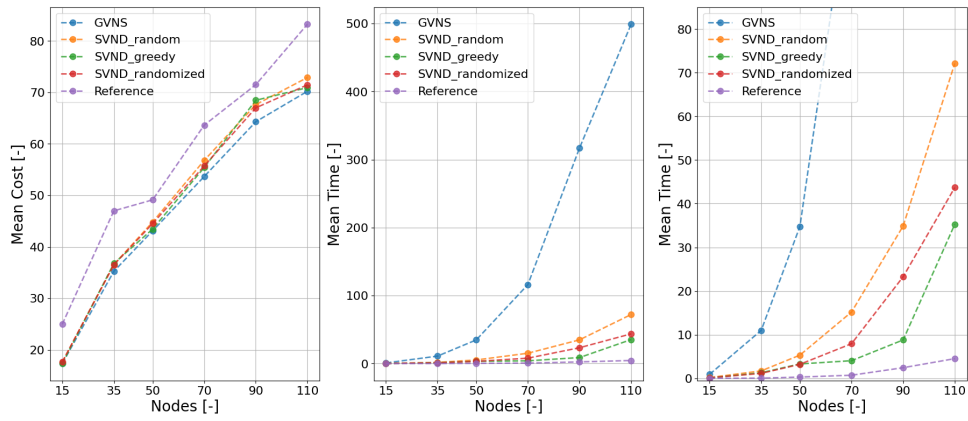 Mean Cost [-]
80
70
60
50
40
30
20
GVNS
SVND_random
SVND_greedy
SVND_randomized
Reference
15 35 50 70 90 110
Nodes [-]
Mean Time [-]
500
400
300
200
100
0
GVNS
SVND_random
SVND_greedy
SVND_randomized
Reference
15 35 50 70 90 110
Nodes [-]
Mean Time [-]
80
70
60
50
40
30
20
10
0
GVNS
SVND_random
SVND_greedy
SVND_randomized
Reference
15 35 50 70 90 110
Nodes [-]